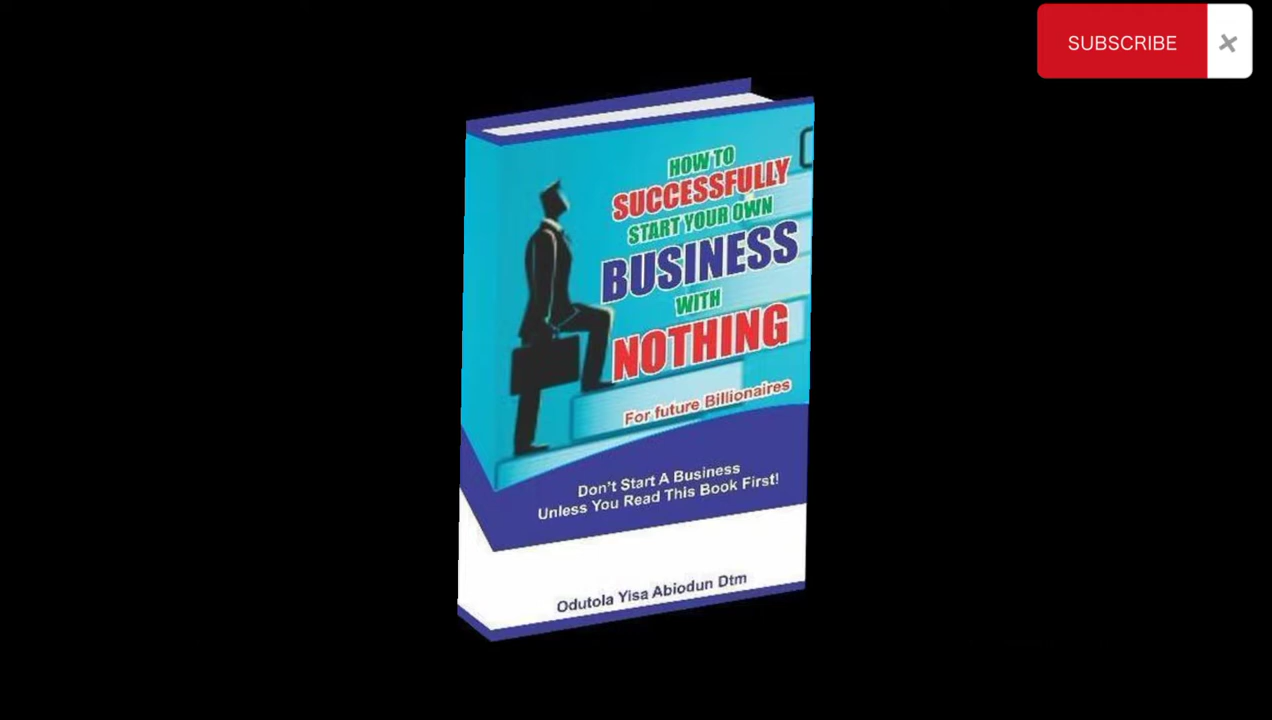 SUBSCRIBE
HOW TO
SUCCESSFULLY
START YOUR OWN
BUSINESS
WITH
NOTHING
For future Billionaires
Don't Start A Business
Unless You Read This Book First!
Odutola Yisa Abiodun Dtm